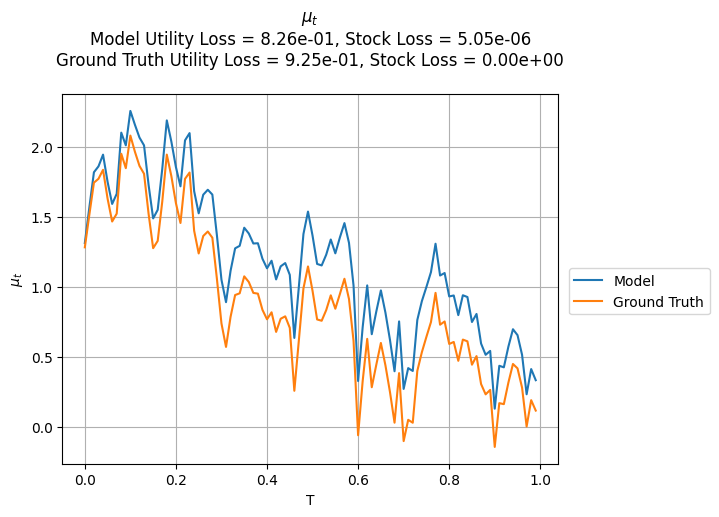 μt
Model Utility Loss = 8.26e-01, Stock Loss = 5.05e-06
Ground Truth Utility Loss = 9.25e-01, Stock Loss = 0.00e+00
2.0
1.5
1.0
0.5
0.0
μt
0.0 0.2 0.4 0.6 0.8 1.0
T
Model
Ground Truth